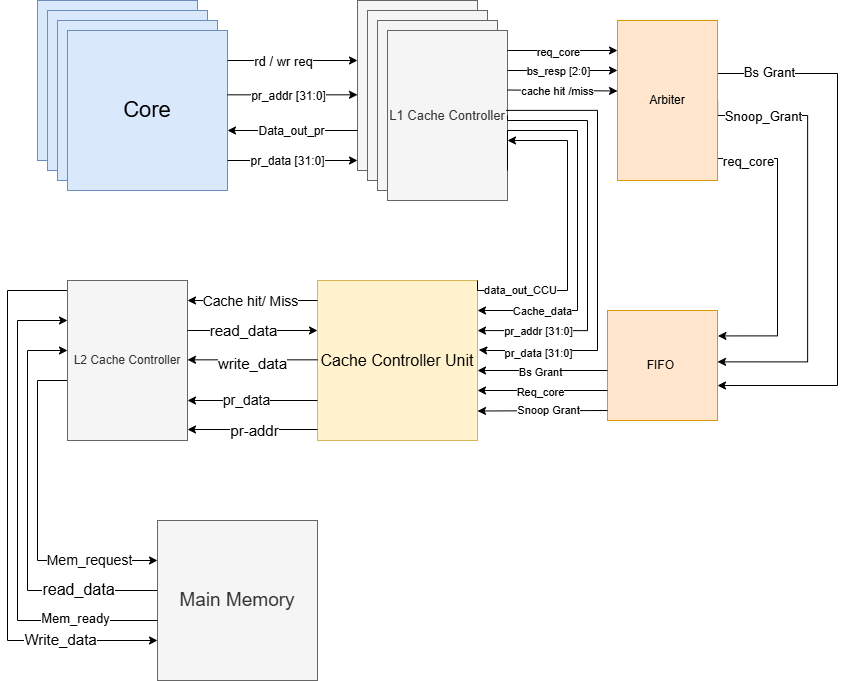 Core
rd / wr req
pr_addr [31:0]
Data_out_pr
pr_data [31:0]
L1 Cache Controller
req_core
bs_resp [2:0]
cache hit /miss
Arbiter
Bs Grant
Snoop_Grant
req_core
L2 Cache Controller
Cache hit/ Miss
read_data
write_data
pr_data
pr-addr
Cache Controller Unit
data_out_CCU
Cache_data
pr_addr [31:0]
pr_data [31:0]
Bs Grant
Req_core
Snoop Grant
FIFO
Mem_request
read_data
Mem_ready
Write_data
Main Memory